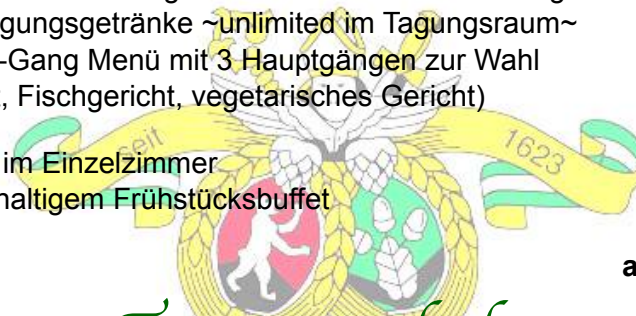 gungsgetränke ~unlimited im Tagungsraum~
-Gang Menü mit 3 Hauptgängen zur Wahl
, Fischgericht, vegetarisches Gericht)
seit 1623
im Einzelzimmer
haltigem Frühstücksbuffet
a